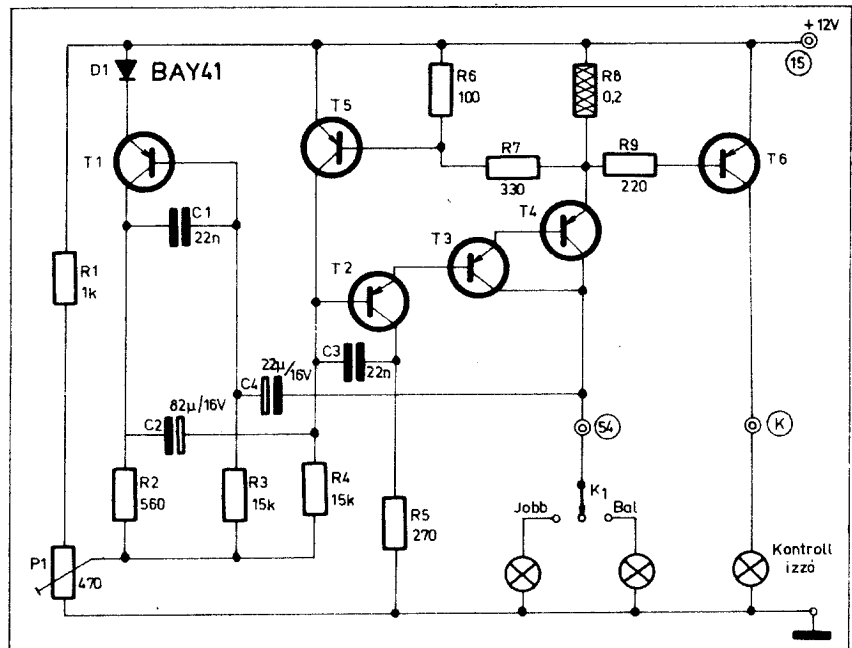 +12V
15
D1
BAY41
R6
100
R8
0,2
T5
T1
R7
330
R9
220
T6
T4
C1
22n
T3
R1
1k
T2
C3
22n
22µ/16V
C4
82µ/16V
C2
54
K
R2
560
R3
15k
R4
15k
R5
270
K1
Jobb
Bal
P1
470
Kontroll
izzó